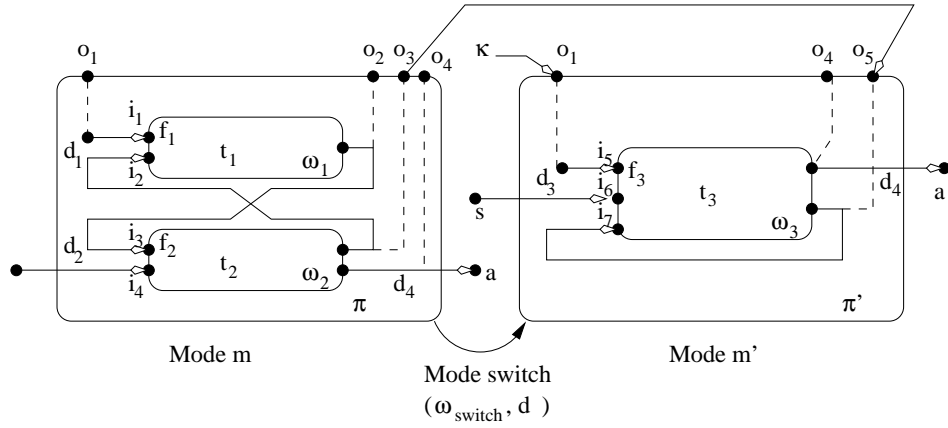 o1 o2 o3 o4 κ o1 o4 o5
i1 f1 t1 ω1
d1 i2
i5 f3 t3
d3 i6 d4 a
s i7 ω3
i3 f2 t2 ω2
d2 i4 d4 a
π π’
Mode m Mode m’
Mode switch
(ωswitch, d )